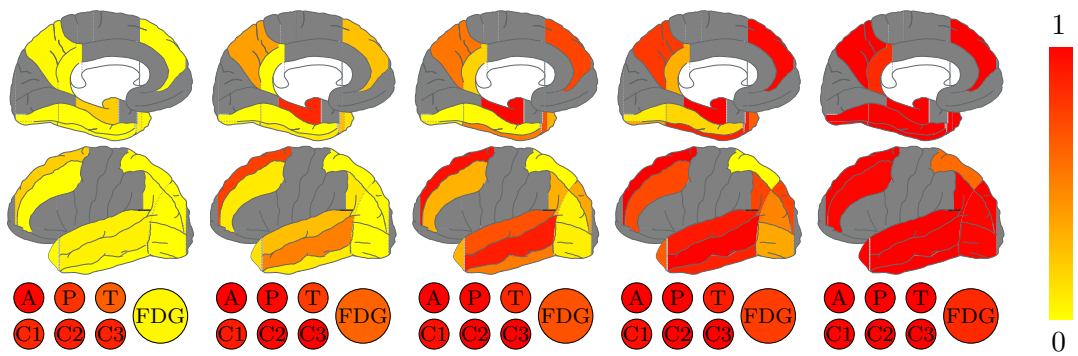 1
A P T A P T A P T A P T A P T
FDG FDG FDG FDG FDG
C1 C2 C3 C1 C2 C3 C1 C2 C3 C1 C2 C3 C1 C2 C3
0